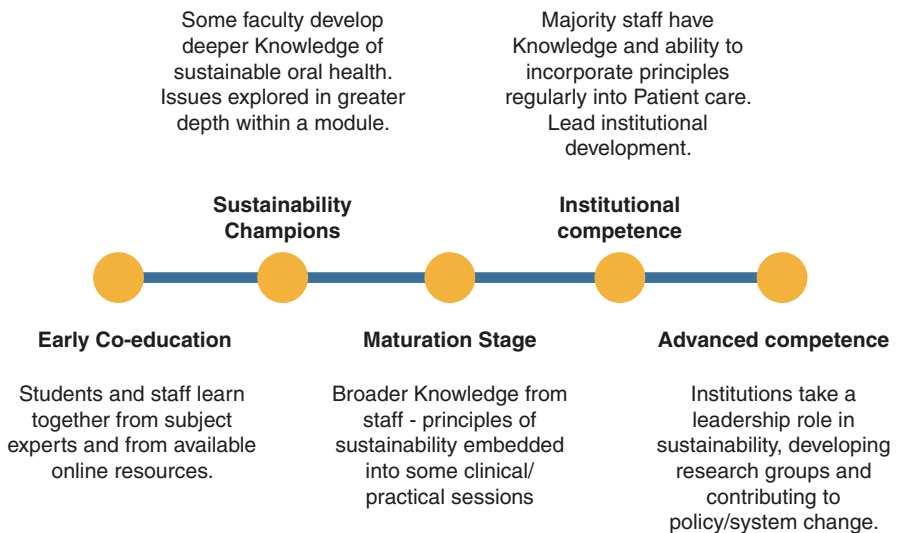 Some faculty develop
deeper Knowledge of
sustainable oral health.
Issues explored in greater
depth within a module.
Majority staff have
Knowledge and ability to
incorporate principles
regularly into Patient care.
Lead institutional
development.
Sustainability
Champions
Institutional
competence
Early Co-education
Students and staff learn
together from subject
experts and from available
online resources.
Maturation Stage
Broader Knowledge from
staff - principles of
sustainability embedded
into some clinical/
practical sessions
Advanced competence
Institutions take a
leadership role in
sustainability, developing
research groups and
contributing to
policy/system change.